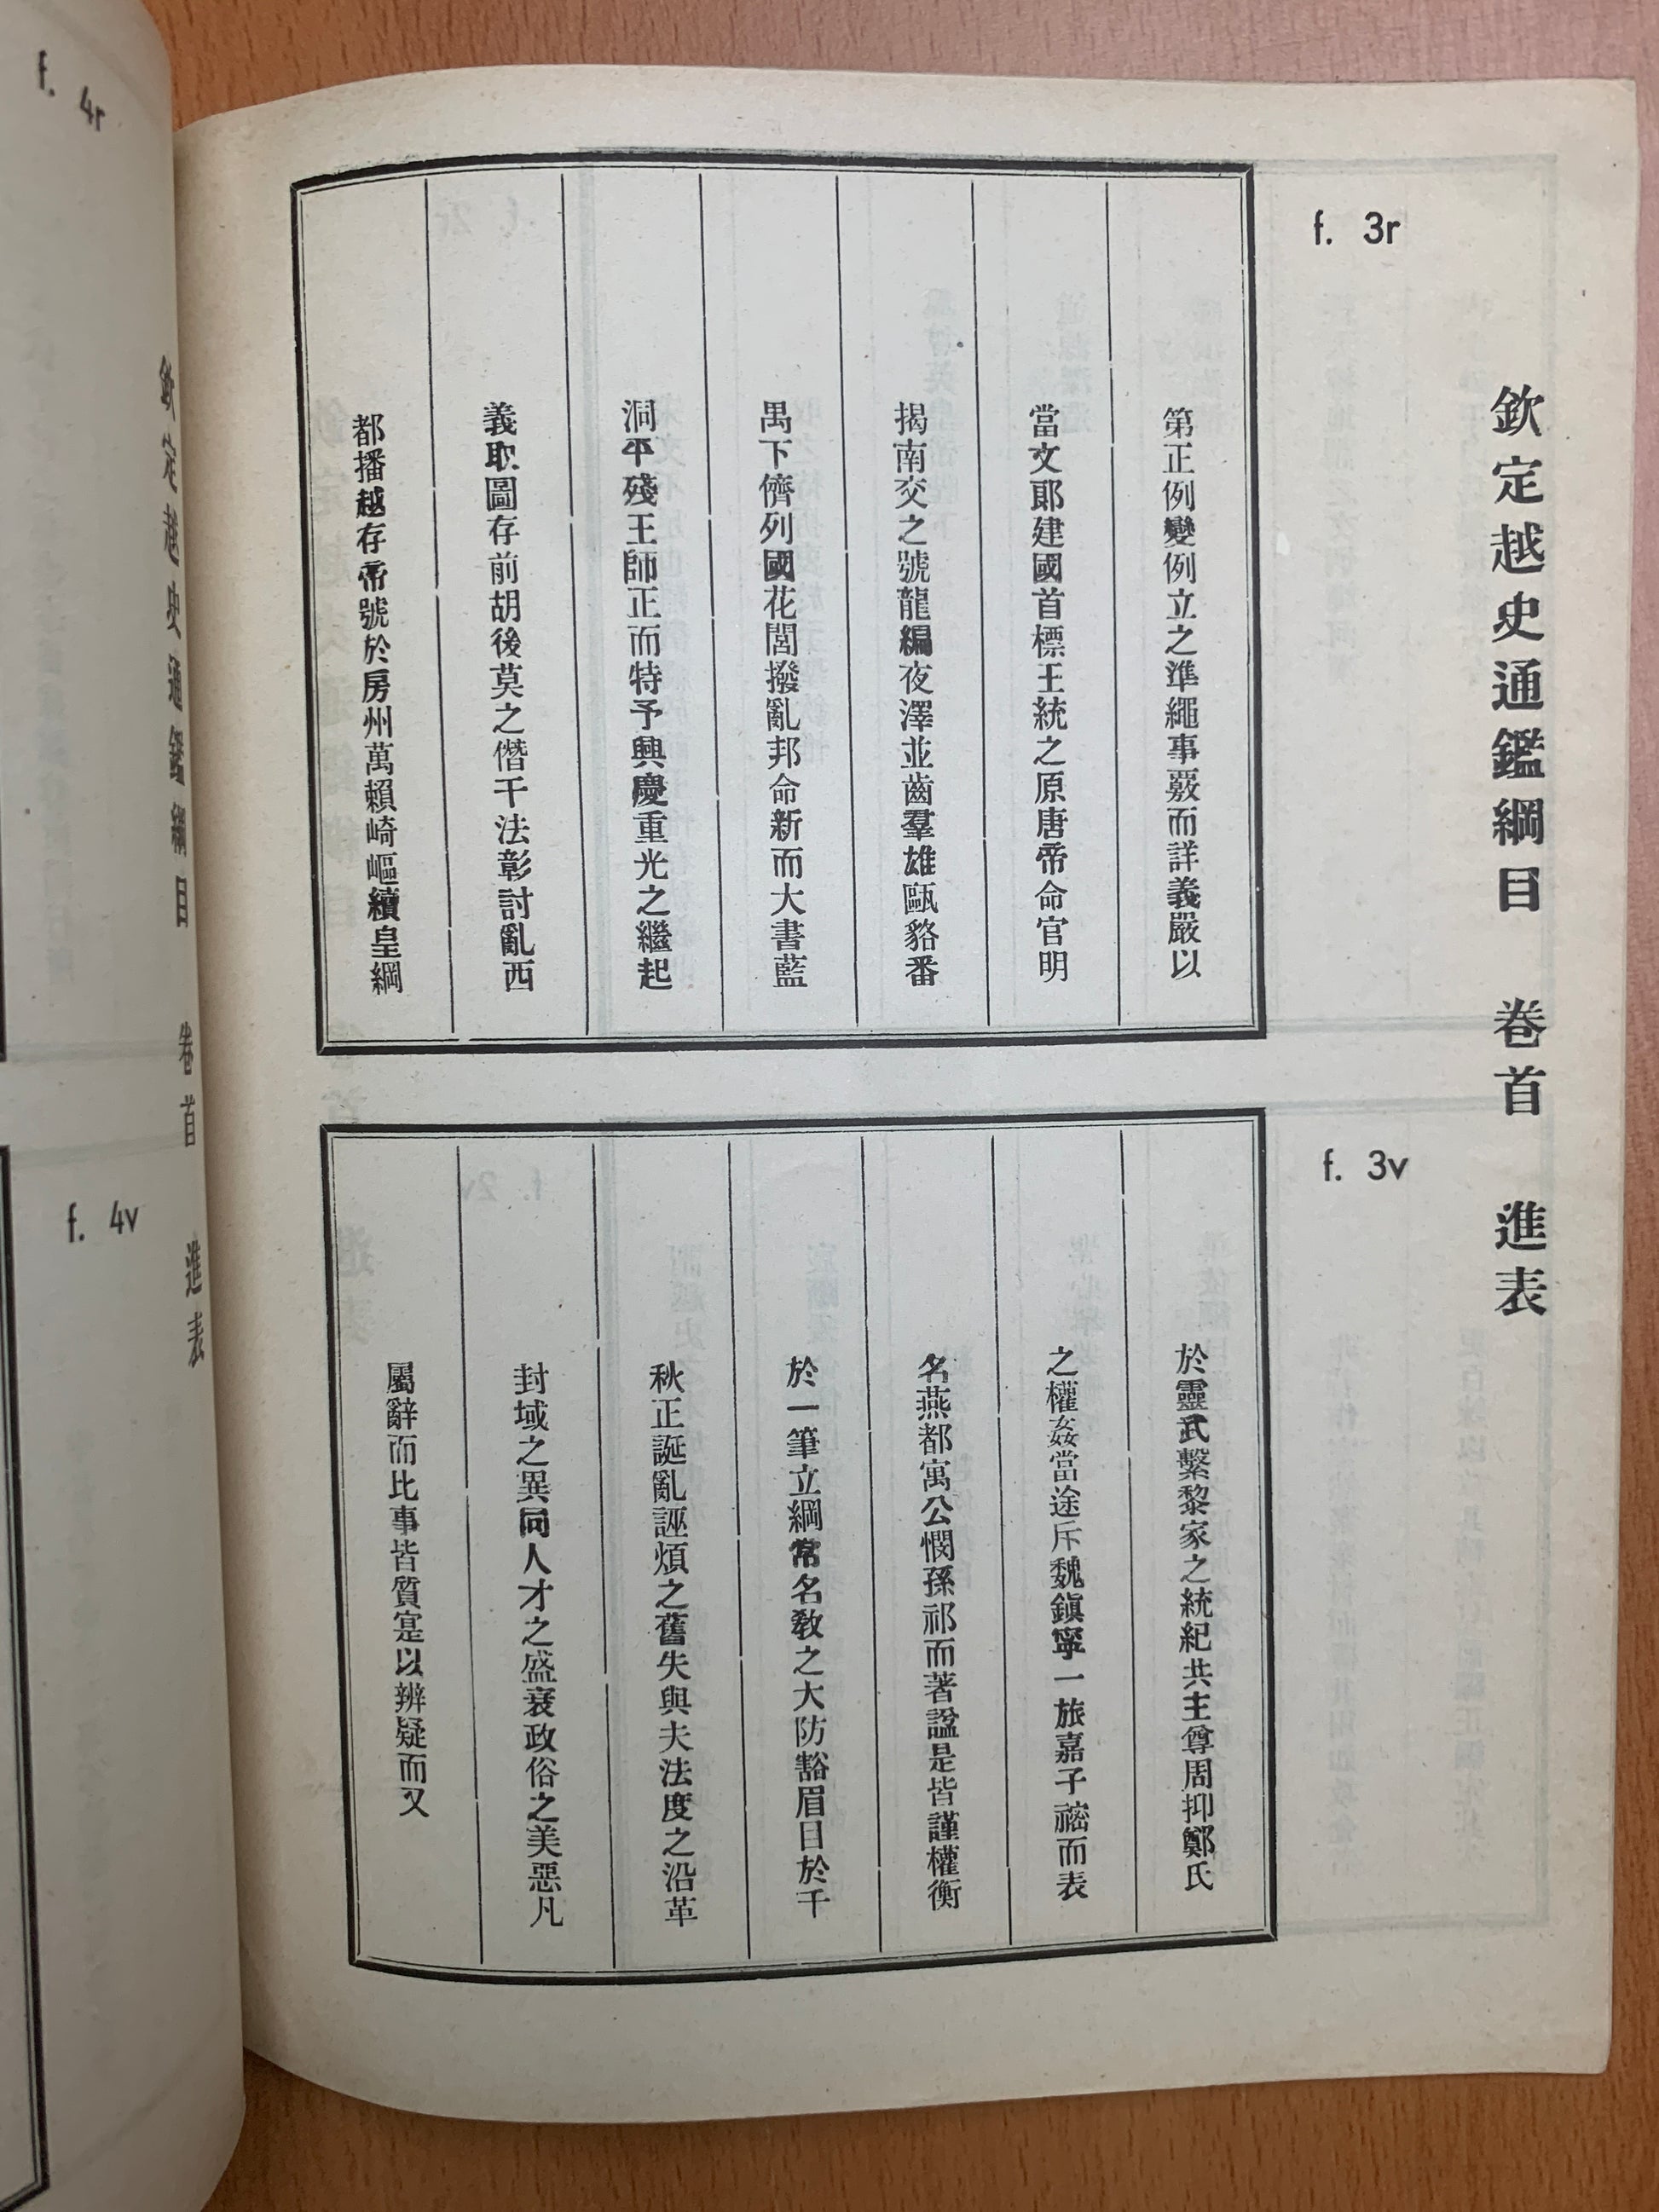 欽定越史通鑑綱目 卷首 進表
f. 3r
第正例變例立之準繩事覈而詳義嚴以
當文郎建國首標王統之原唐帝命官明
揭南交之號龍編夜澤並齒羣雄甌貉番
禺下儕列國花閭撥亂邦命新而大書藍
洞平殘王師正而特予興慶重光之繼起
義取圖存前胡後莫之僭干法彰討亂西
都播越存帝號於房州萬賴崎嶇續皇綱
f. 3v
於靈武繫黎家之統紀共主尊周抑鄭氏
之權姦當途斥魏鎭寧一旅嘉子禥而表
名燕都寓公憫孫祁而著諡是皆謹權衡
於一筆立綱常名敎之大防豁眉目於千
秋正誕亂誣煩之舊失與夫法度之沿革
封域之異同人才之盛衰政俗之美惡凡
屬辭而比事皆質寔以辨疑而又
f. 4r
欽定越史通鑑綱目 卷首 進表
f. 4v